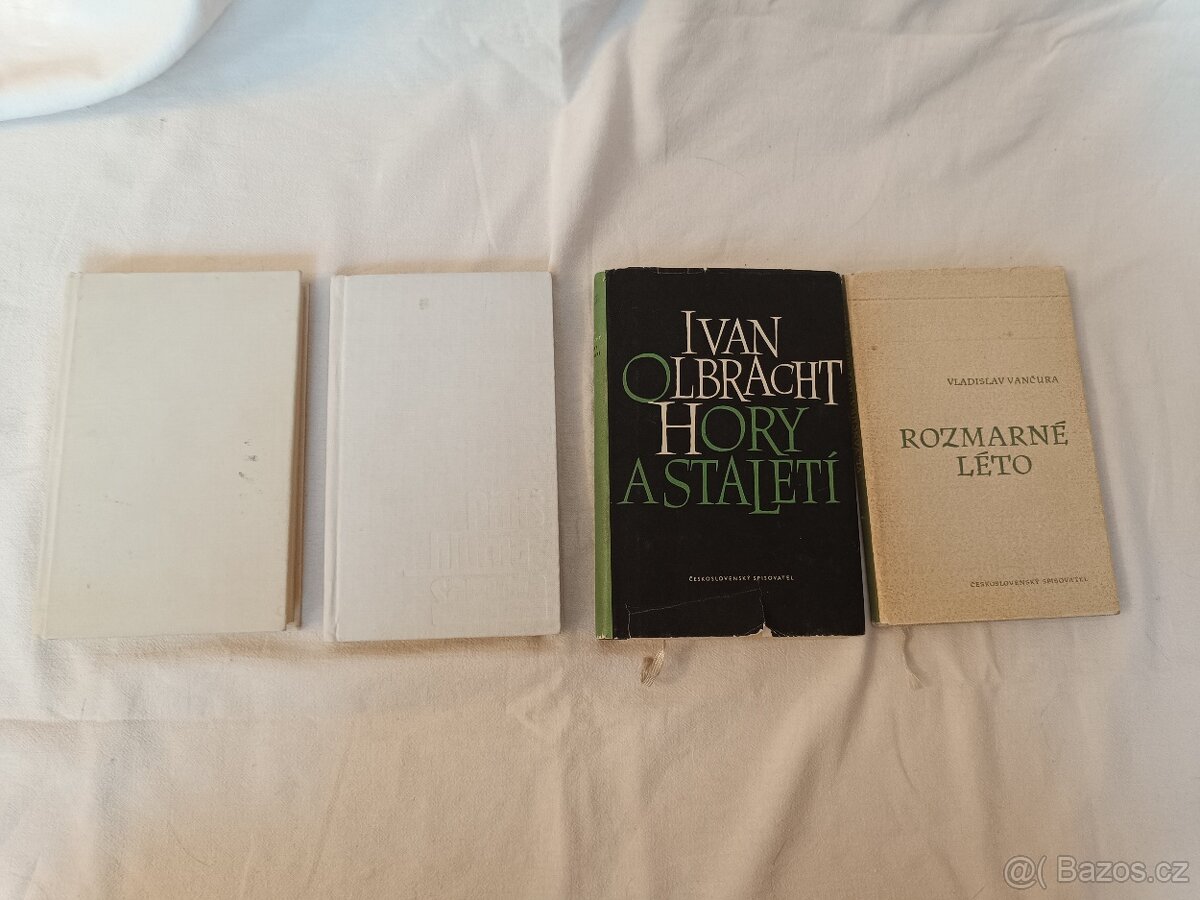 IVAN
OLBRACHT
HORY
A STALETÍ
ČESKOSLOVENSKÝ SPISOVATEL
VLADISLAV VANČURA
ROZMARNÉ
LÉTO
ČESKOSLOVENSKÝ SPISOVATEL
Bazos.cz